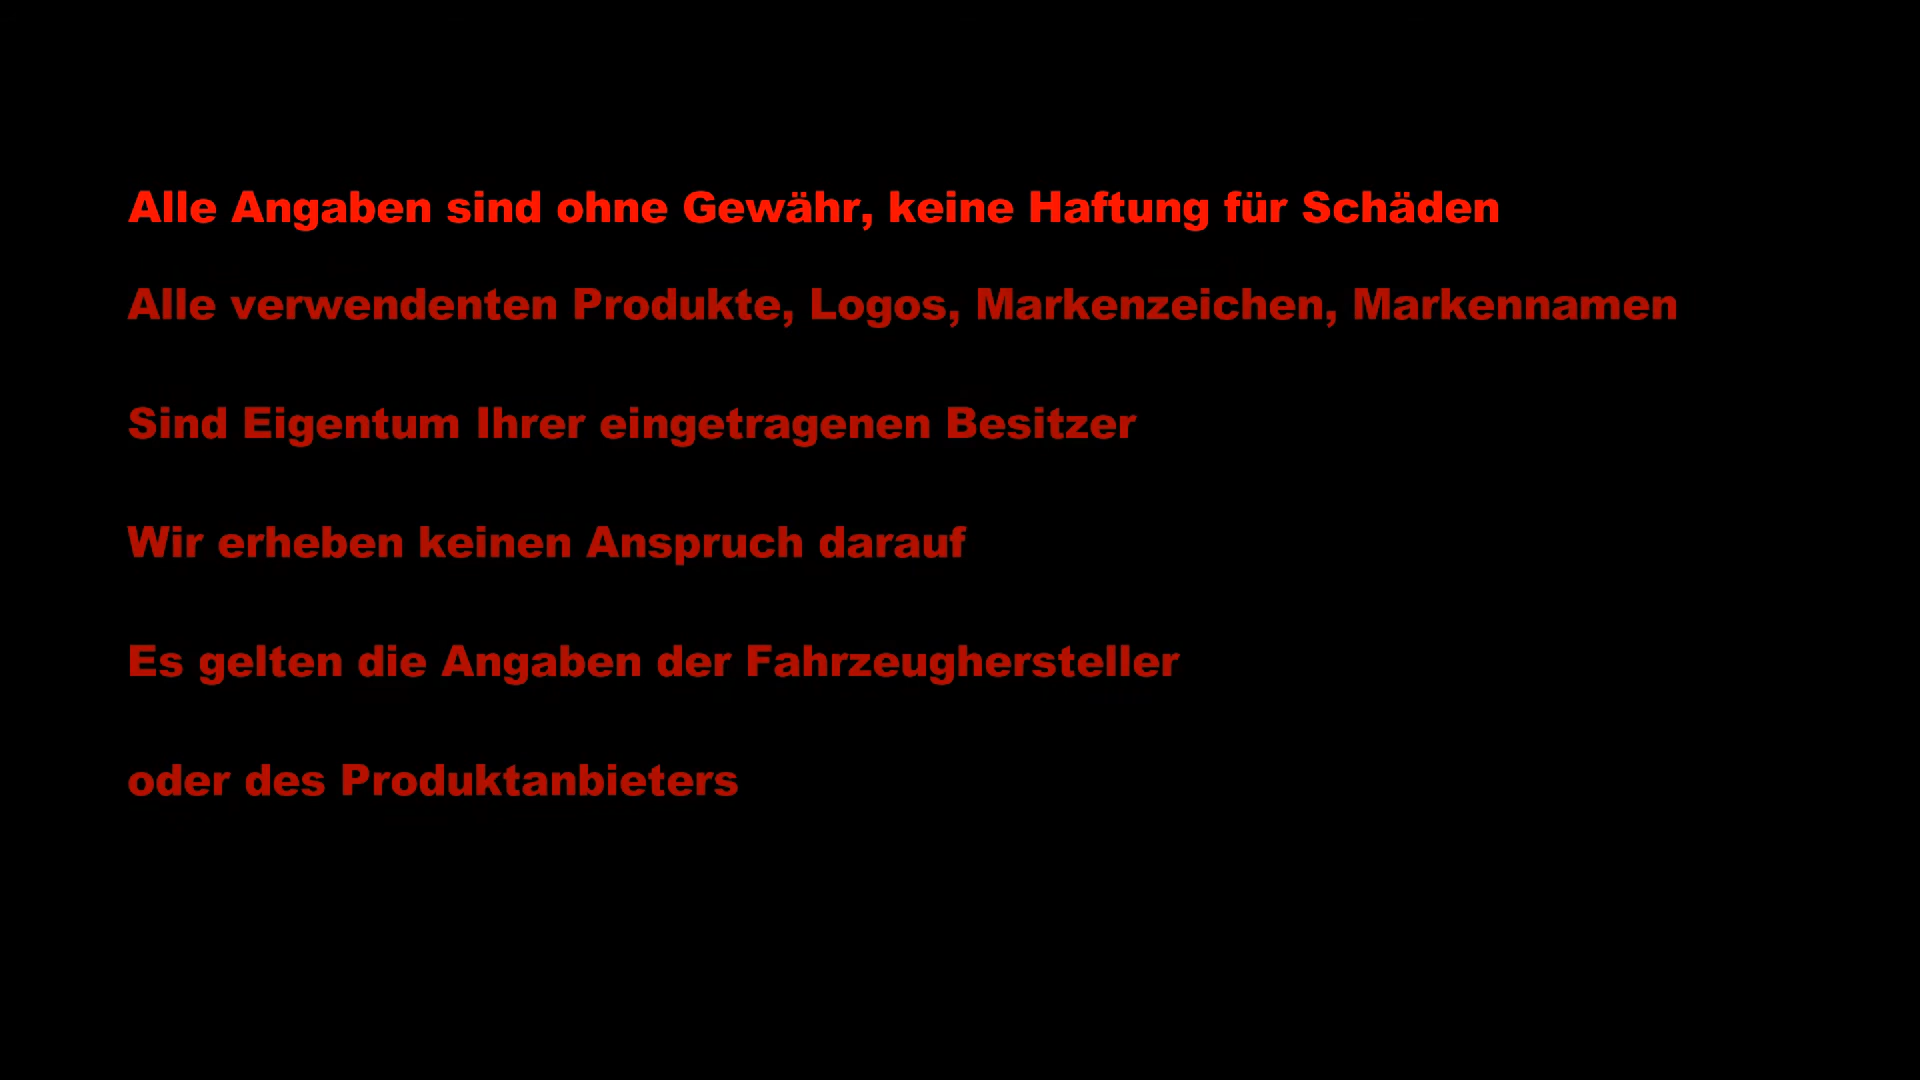 Alle Angaben sind ohne Gewähr, keine Haftung für Schäden
Alle verwendenten Produkte, Logos, Markenzeichen, Markennamen
Sind Eigentum Ihrer eingetragenen Besitzer
Wir erheben keinen Anspruch darauf
Es gelten die Angaben der Fahrzeughersteller
oder des Produktanbieters